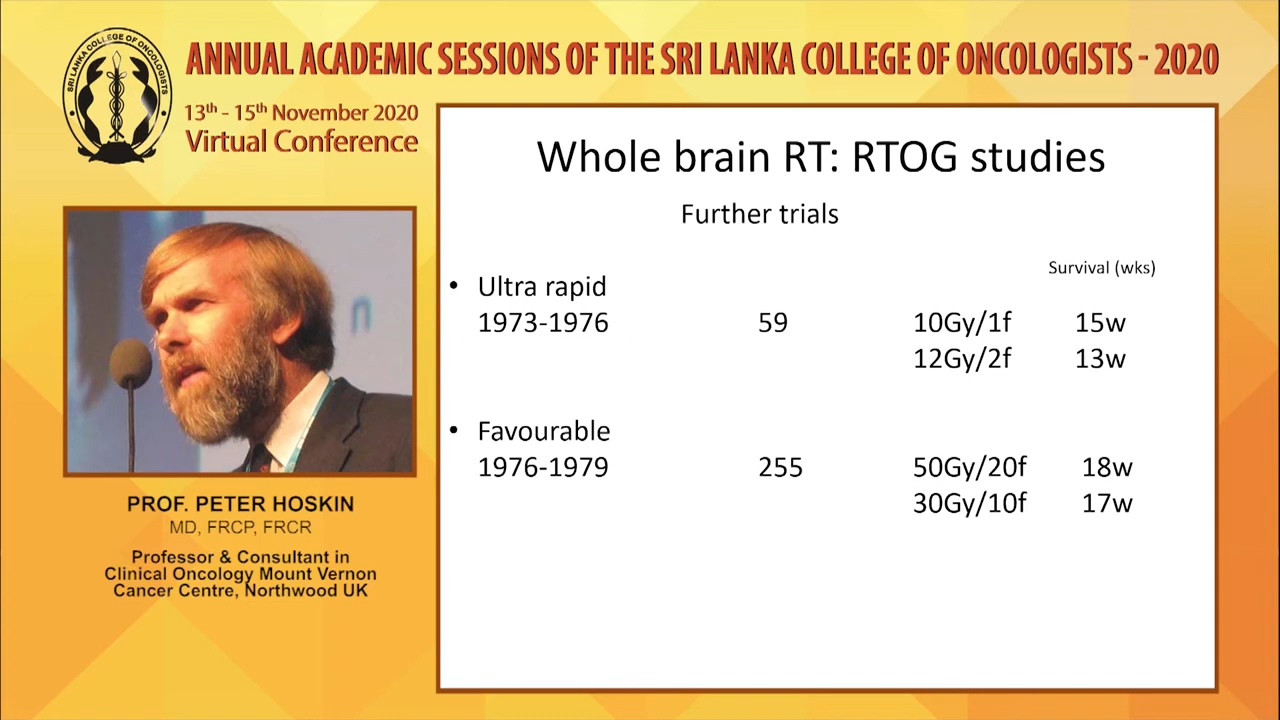 SRI LANKA COLLEGE OF ONCOLOGISTS
ANNUAL ACADEMIC SESSIONS OF THE SRI LANKA COLLEGE OF ONCOLOGISTS - 2020
13th - 15th November 2020
Virtual Conference
PROF. PETER HOSKIN
MD, FRCP, FRCR
Professor & Consultant in
Clinical Oncology Mount Vernon
Cancer Centre, Northwood UK
Whole brain RT: RTOG studies
Further trials
Survival (wks)
• Ultra rapid
1973-1976 59 10Gy/1f 15w
12Gy/2f 13w
• Favourable
1976-1979 255 50Gy/20f 18w
30Gy/10f 17w